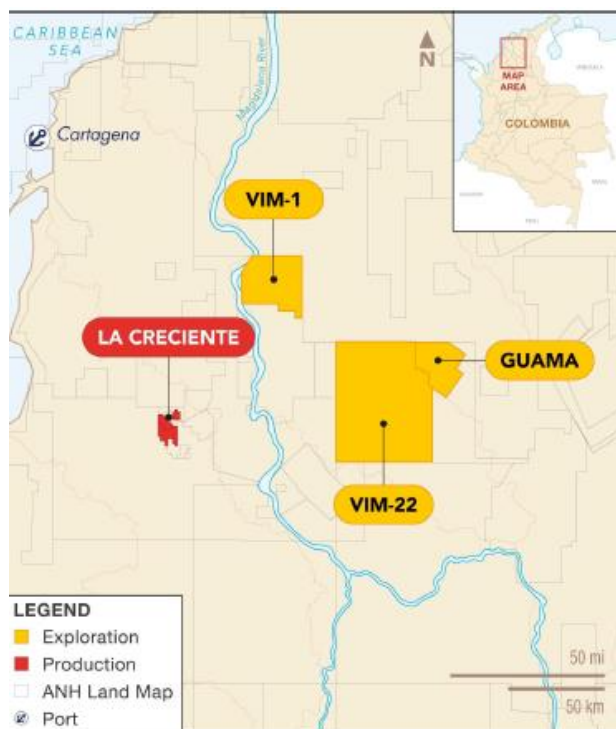 CARIBBEAN
SEA
Magdalena River
N
MAP
AREA
COLOMBIA
Cartagena
VIM-1
LA CRECIENTE
GUAMA
VIM-22
LEGEND
Exploration
Production
ANH Land Map
Port
50 mi
50 km